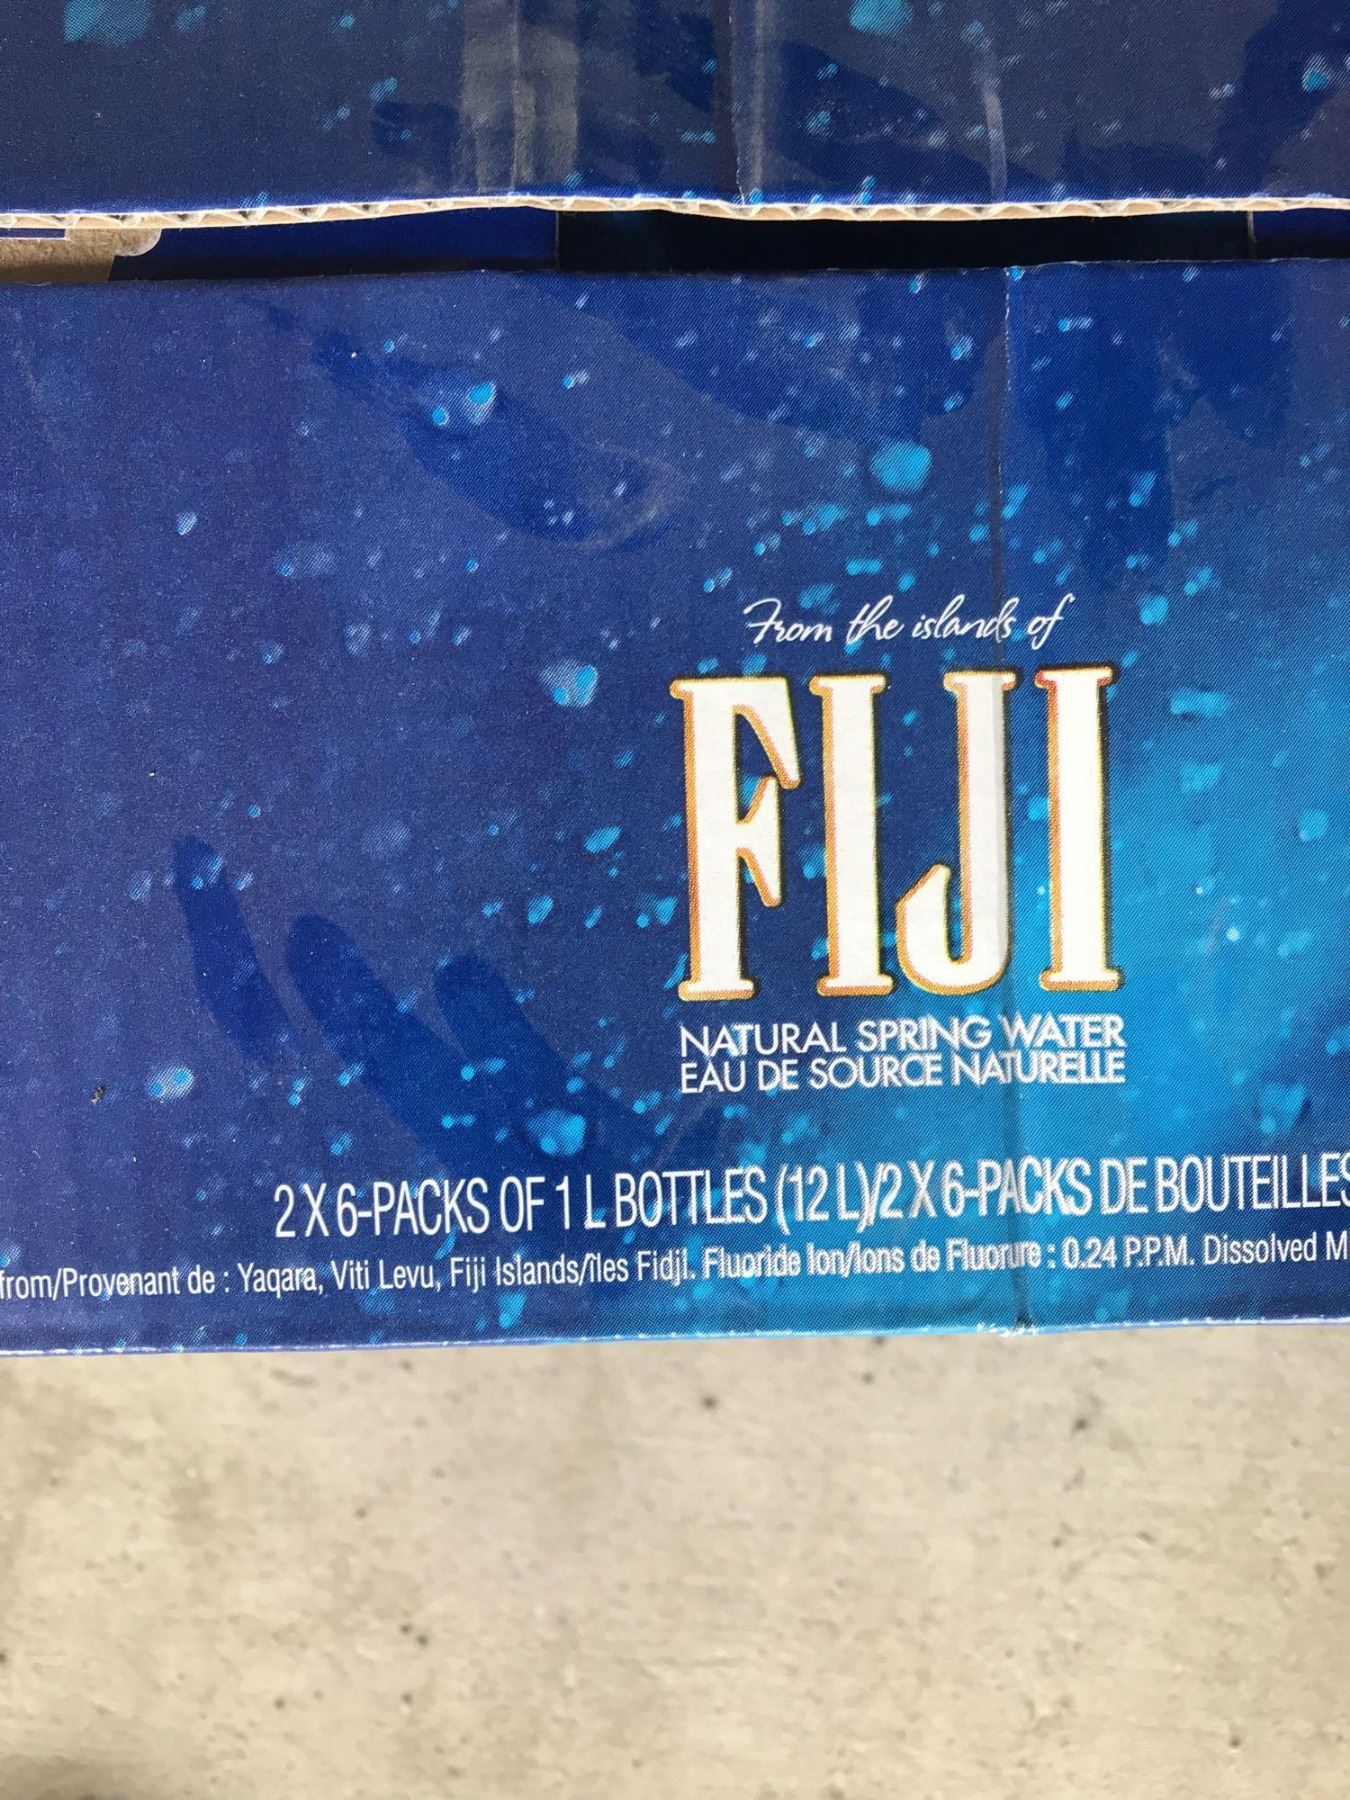 From the islands of
FIJI
NATURAL SPRING WATER
EAU DE SOURCE NATURELLE
2 X 6-PACKS OF 1 L BOTTLES (12 L)/2 X 6-PACKS DE BOUTEILLES
from/Provenant de : Yaqara, Viti Levu, Fiji Islands/îles Fidji. Fluoride Ion/Ions de Fluorure : 0.24 P.P.M. Dissolved M